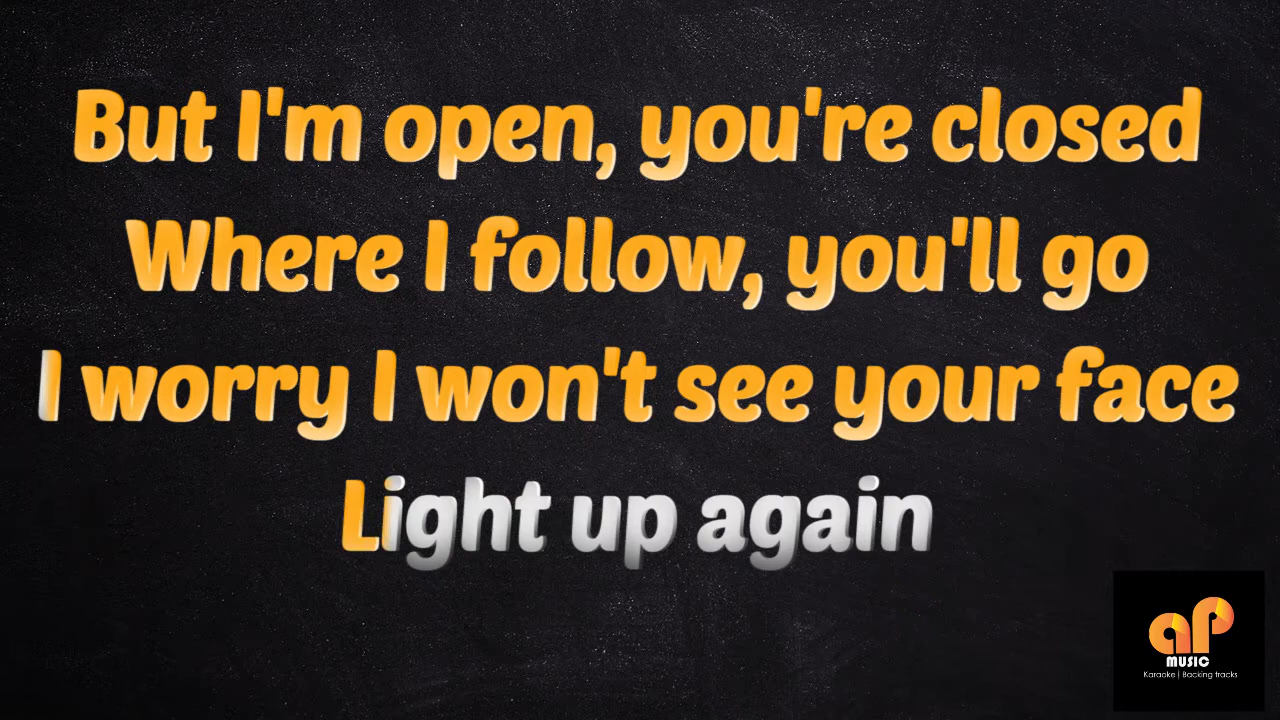 But I'm open, you're closed
Where I follow, you'll go
I worry I won't see your face
Light up again
aP
MUSIC
Karaoke | Backing tracks